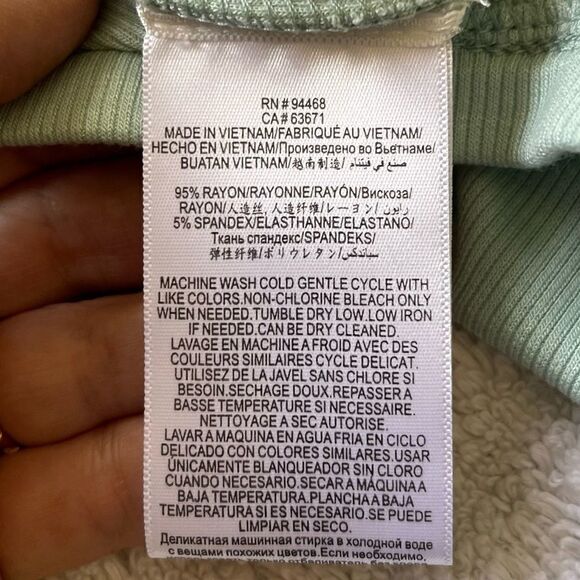 RN # 94468
CA # 63671
MADE IN VIETNAM/FABRIQUÉ AU VIETNAM/
HECHO EN VIETNAM/Произведено во Вьетнаме/
BUATAN VIETNAM/越南制造/ صنع في فيتنام/
95% RAYON/RAYONNE/RAYÓN/Вискоза/
RAYON/人造丝, 人造纤维/レーヨン/ رايون/
5% SPANDEX/ELASTHANNE/ELASTANO/
Ткань спандекс/SPANDEKS/
弹性纤维/ポリウレタン/ سباندكس/
MACHINE WASH COLD GENTLE CYCLE WITH
LIKE COLORS.NON-CHLORINE BLEACH ONLY
WHEN NEEDED.TUMBLE DRY LOW.LOW IRON
IF NEEDED.CAN BE DRY CLEANED.
LAVAGE EN MACHINE A FROID AVEC DES
COULEURS SIMILAIRES CYCLE DELICAT.
UTILISEZ DE LA JAVEL SANS CHLORE SI
BESOIN.SECHAGE DOUX.REPASSER A
BASSE TEMPERATURE SI NECESSAIRE.
NETTOYAGE A SEC AUTORISE.
LAVAR A MAQUINA EN AGUA FRIA EN CICLO
DELICADO CON COLORES SIMILARES.USAR
ÚNICAMENTE BLANQUEADOR SIN CLORO
CUANDO NECESARIO. SECAR A MÁQUINA A
BAJA TEMPERATURA.PLANCHA A BAJA
TEMPERATURA SI ES NECESARIO.SE PUEDE
LIMPIAR EN SECO.
Деликатная машинная стирка в холодной воде
с вещами похожих цветов.Если необходимо,
использовать только отбеливатель без хлора